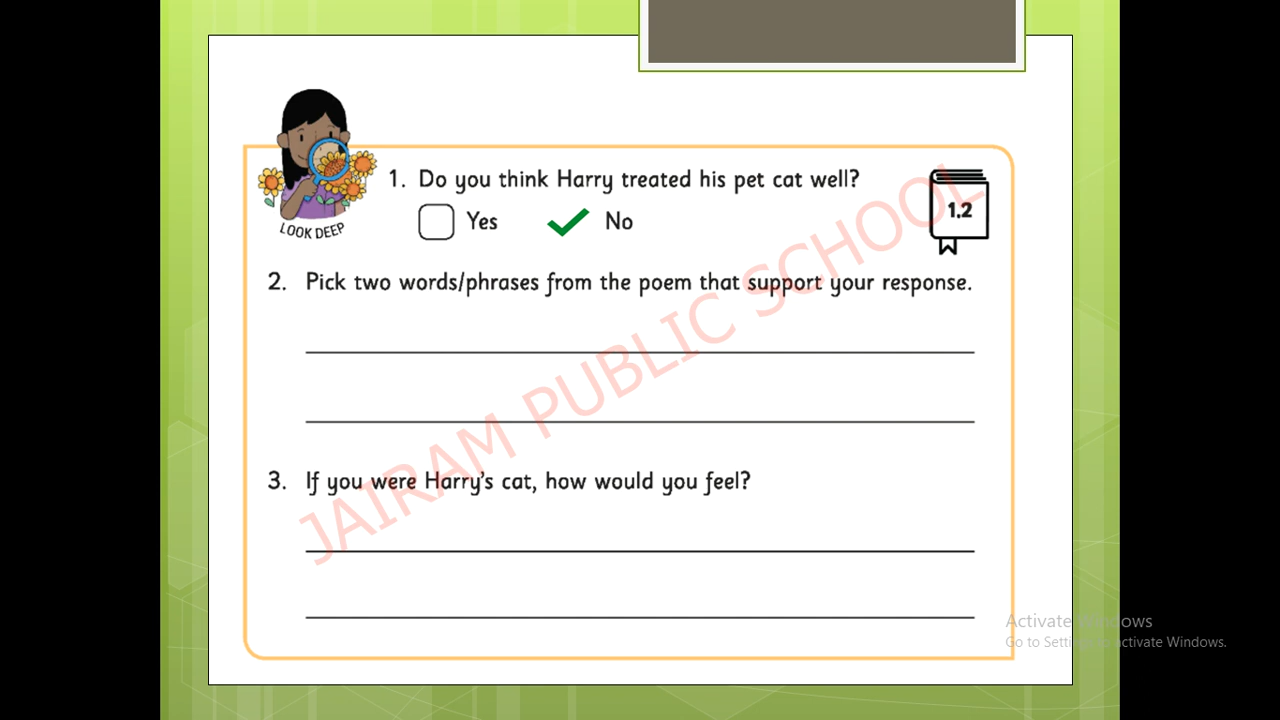 LOOK DEEP
1. Do you think Harry treated his pet cat well?
Yes No
1.2
2. Pick two words/phrases from the poem that support your response.
3. If you were Harry's cat, how would you feel?
JAIRAM PUBLIC SCHOOL
Activate Windows
Go to Settings to activate Windows.